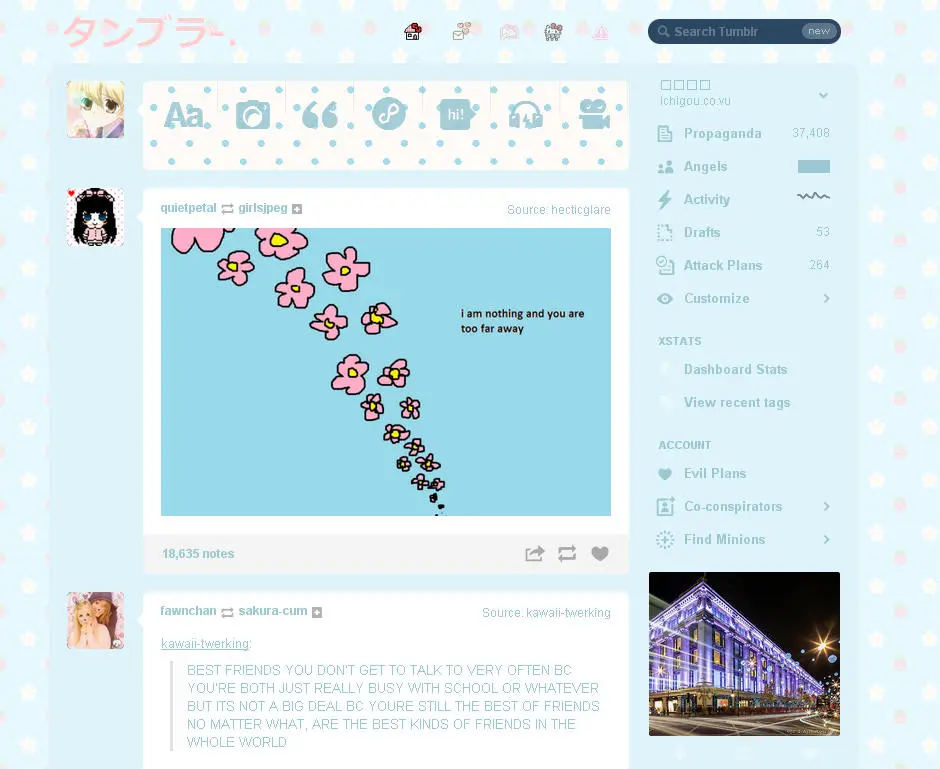 タンブラ-.
Search Tumblr
new
Aa
hi!
ichigou.co.vu
Propaganda 37,408
Angels
Activity
Drafts 53
Attack Plans 264
Customize
XSTATS
Dashboard Stats
View recent tags
ACCOUNT
Evil Plans
Co-conspirators
Find Minions
quietpetal girlsjpeg
Source: hecticglare
i am nothing and you are
too far away
18,635 notes
fawnchan sakura-cum
Source: kawaii-twerking
kawaii-twerking:
BEST FRIENDS YOU DON'T GET TO TALK TO VERY OFTEN BC
YOU'RE BOTH JUST REALLY BUSY WITH SCHOOL OR WHATEVER
BUT ITS NOT A BIG DEAL BC YOURE STILL THE BEST OF FRIENDS
NO MATTER WHAT, ARE THE BEST KINDS OF FRIENDS IN THE
WHOLE WORLD